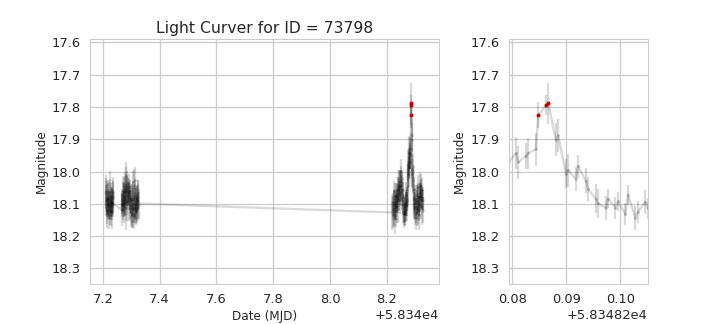 Light Curver for ID = 73798
17.6
17.7
17.8
17.9
18.0
18.1
18.2
18.3
Magnitude
7.2 7.4 7.6 7.8 8.0 8.2
Date (MJD)
+5.834e4
17.6
17.7
17.8
17.9
18.0
18.1
18.2
18.3
Magnitude
0.08 0.09 0.10
+5.83482e4